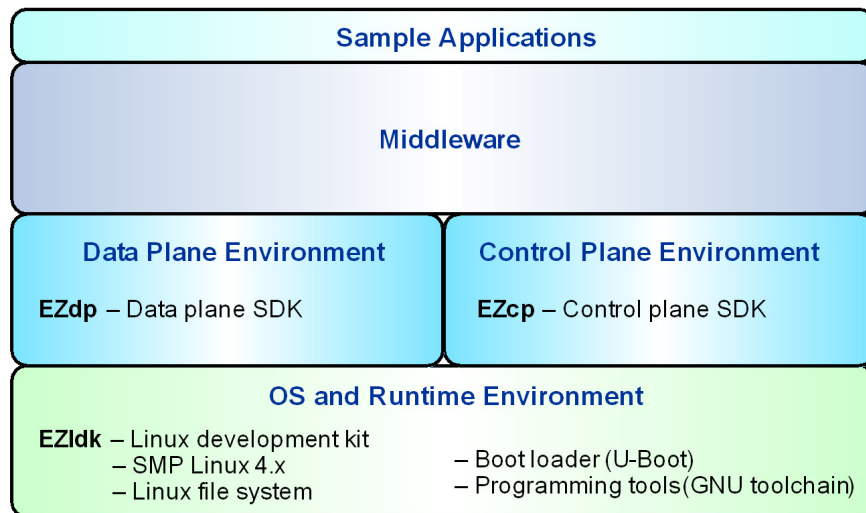 Sample Applications
Middleware
Data Plane Environment
EZdp – Data plane SDK
Control Plane Environment
EZcp – Control plane SDK
OS and Runtime Environment
EZldk – Linux development kit
– SMP Linux 4.x
– Linux file system
– Boot loader (U-Boot)
– Programming tools (GNU toolchain)